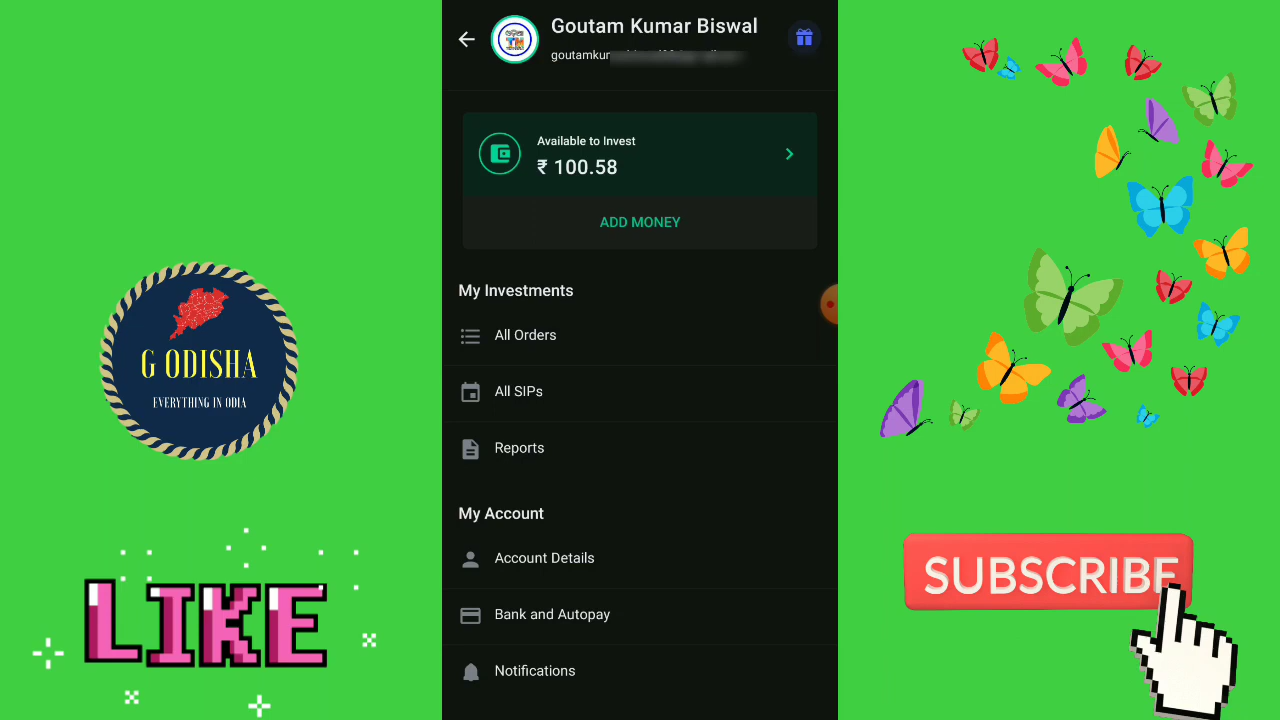 Goutam Kumar Biswal
goutamkum
Available to Invest
₹ 100.58
ADD MONEY
My Investments
All Orders
All SIPs
Reports
My Account
Account Details
Bank and Autopay
Notifications
G ODISHA
EVERYTHING IN ODIA
LIKE
SUBSCRIBE